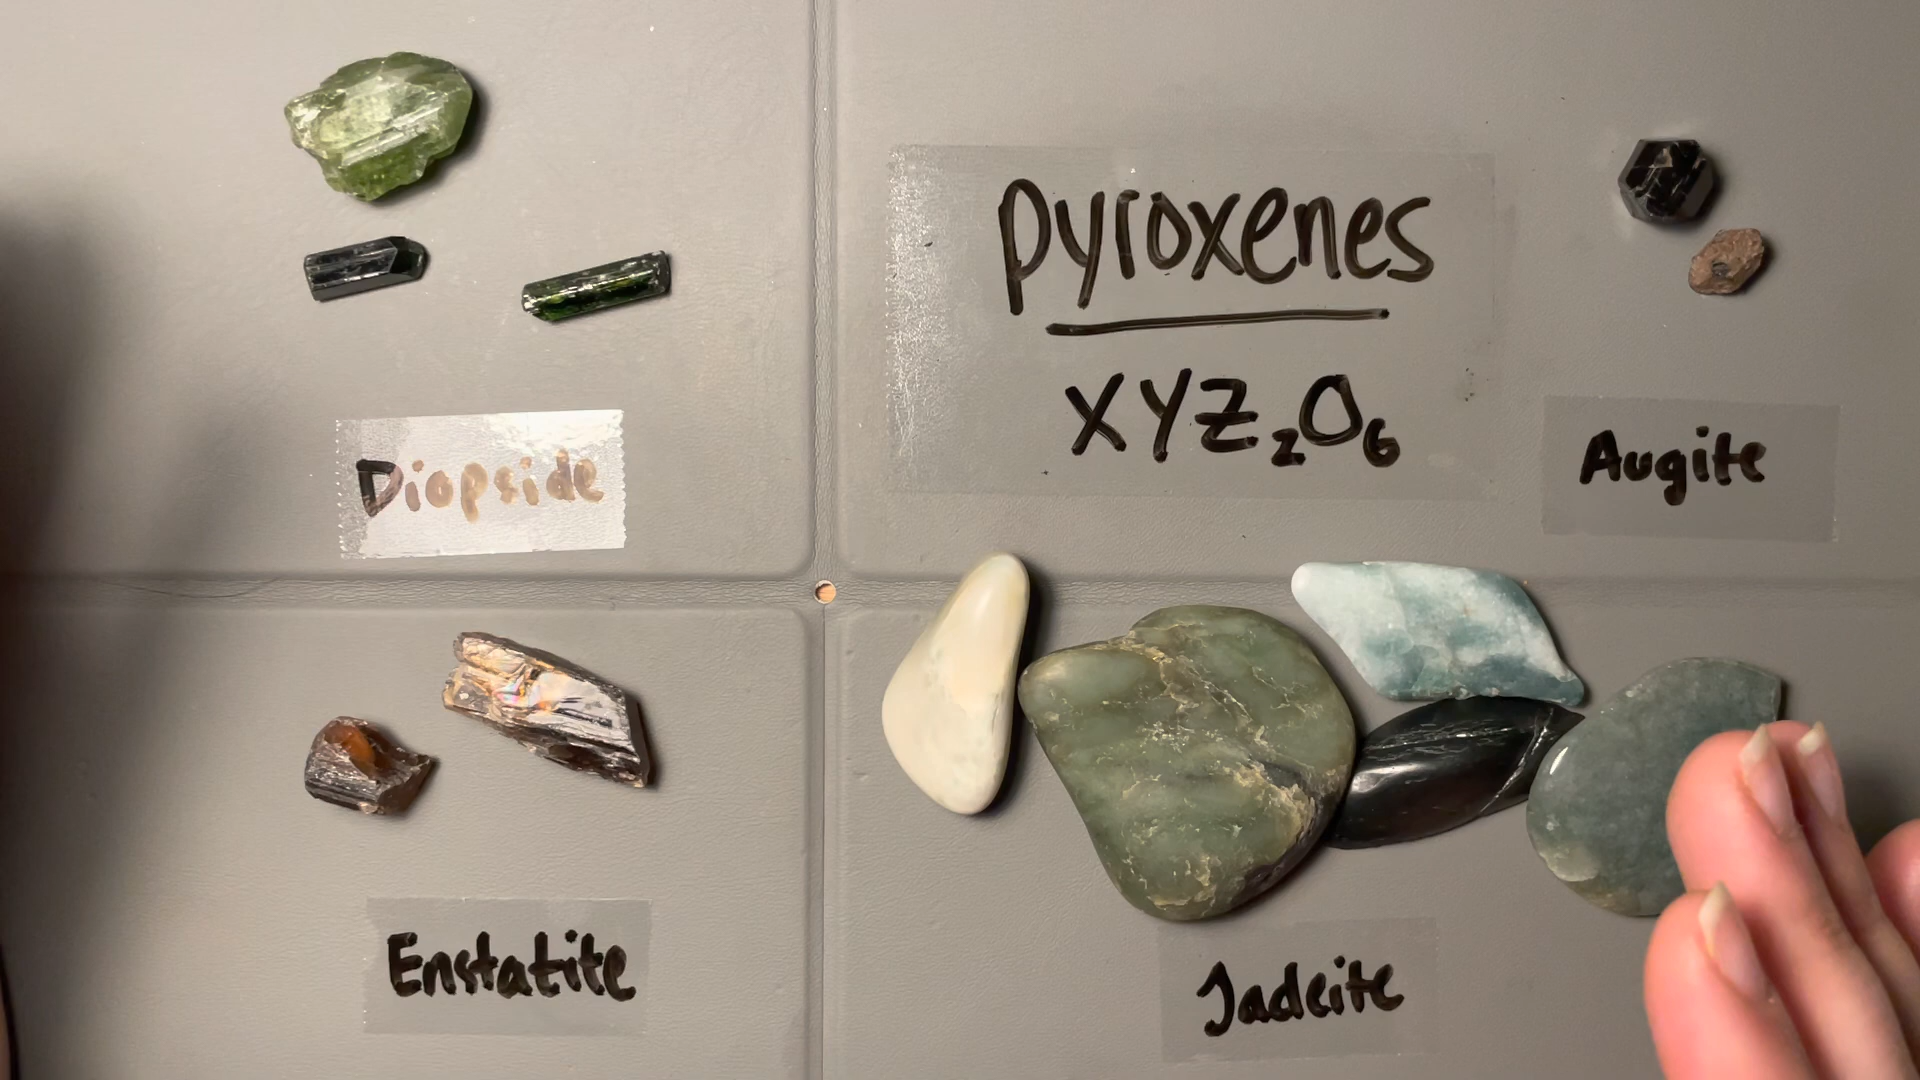 Pyroxenes
XYZ₂O₆
Augite
Diopside
Enstatite
Jadeite